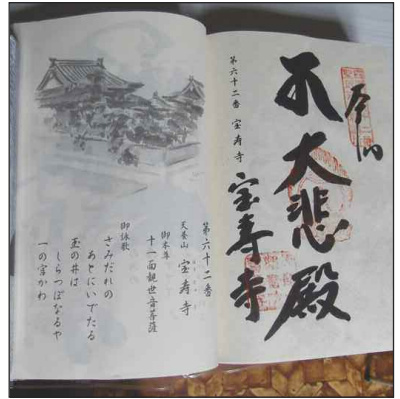 奉納
大悲殿
宝寿寺
第六十二番 宝寿寺
第六十二番
天養山 宝寿寺
御本尊
十一面観世音菩薩
御詠歌
さみだれの
あとにいでたる
玉の井は
しらつぼなるや
一の宮かわ